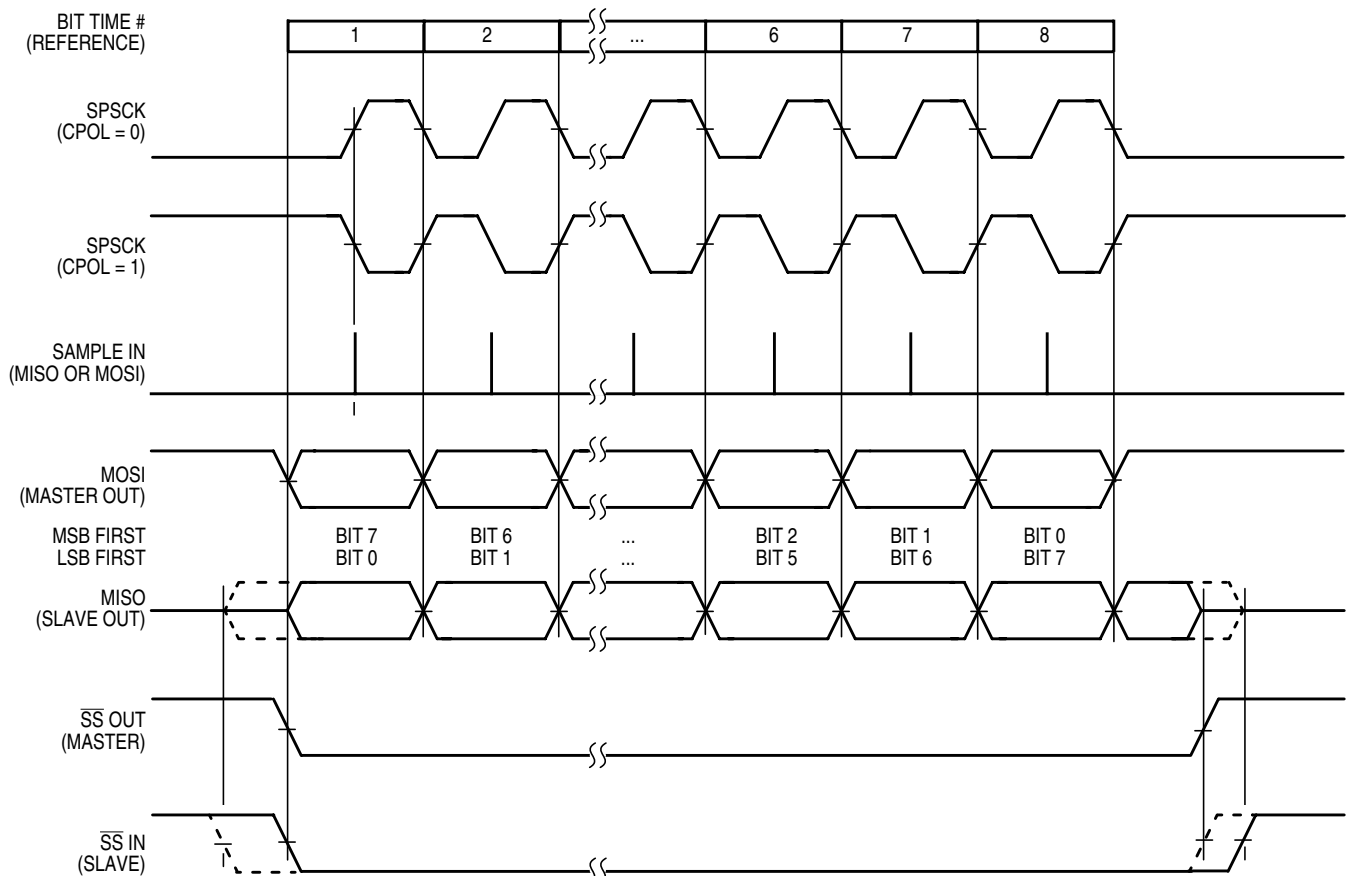 BIT TIME #
(REFERENCE)
1 2 ... 6 7 8
SPSCK
(CPOL = 0)
SPSCK
(CPOL = 1)
SAMPLE IN
(MISO OR MOSI)
MOSI
(MASTER OUT)
MSB FIRST BIT 7 BIT 6 ... BIT 2 BIT 1 BIT 0
LSB FIRST BIT 0 BIT 1 ... BIT 5 BIT 6 BIT 7
MISO
(SLAVE OUT)
S̅S̅ OUT
(MASTER)
S̅S̅ IN
(SLAVE)